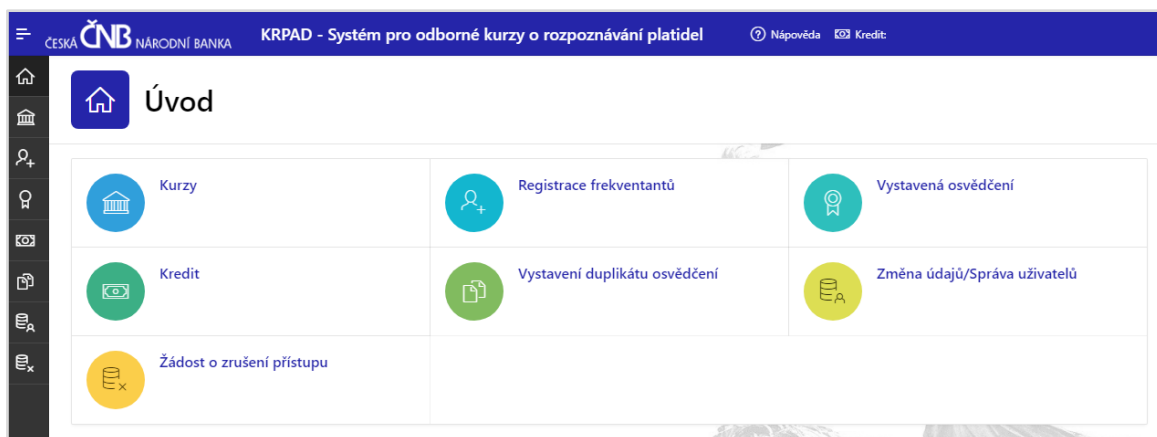 ČESKÁ ČNB NÁRODNÍ BANKA KRPAD - Systém pro odborné kurzy o rozpoznávání platidel Nápověda Kredit:
Úvod
Kurzy Registrace frekventantů Vystavená osvědčení
Kredit Vystavení duplikátu osvědčení Změna údajů/Správa uživatelů
Žádost o zrušení přístupu